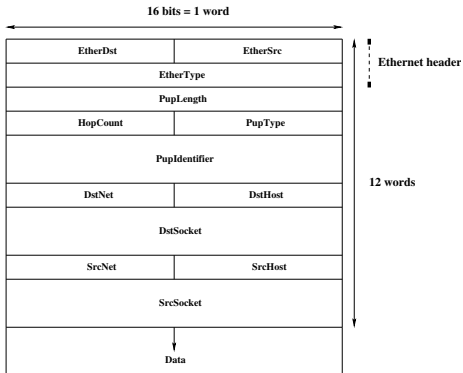 16 bits = 1 word
EtherDst EtherSrc
Ethernet header
EtherType
PupLength
HopCount PupType
PupIdentifier
12 words
DstNet DstHost
DstSocket
SrcNet SrcHost
SrcSocket
Data